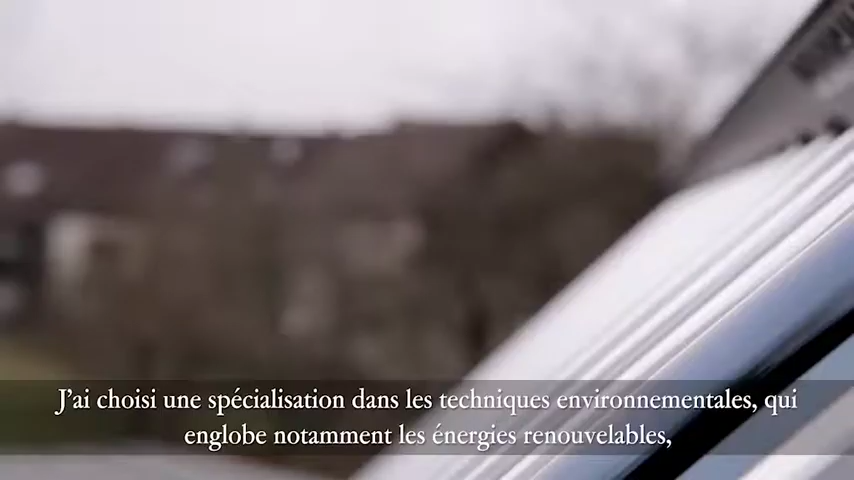 J'ai choisi une spécialisation dans les techniques environnementales, qui
englobe notamment les énergies renouvelables,